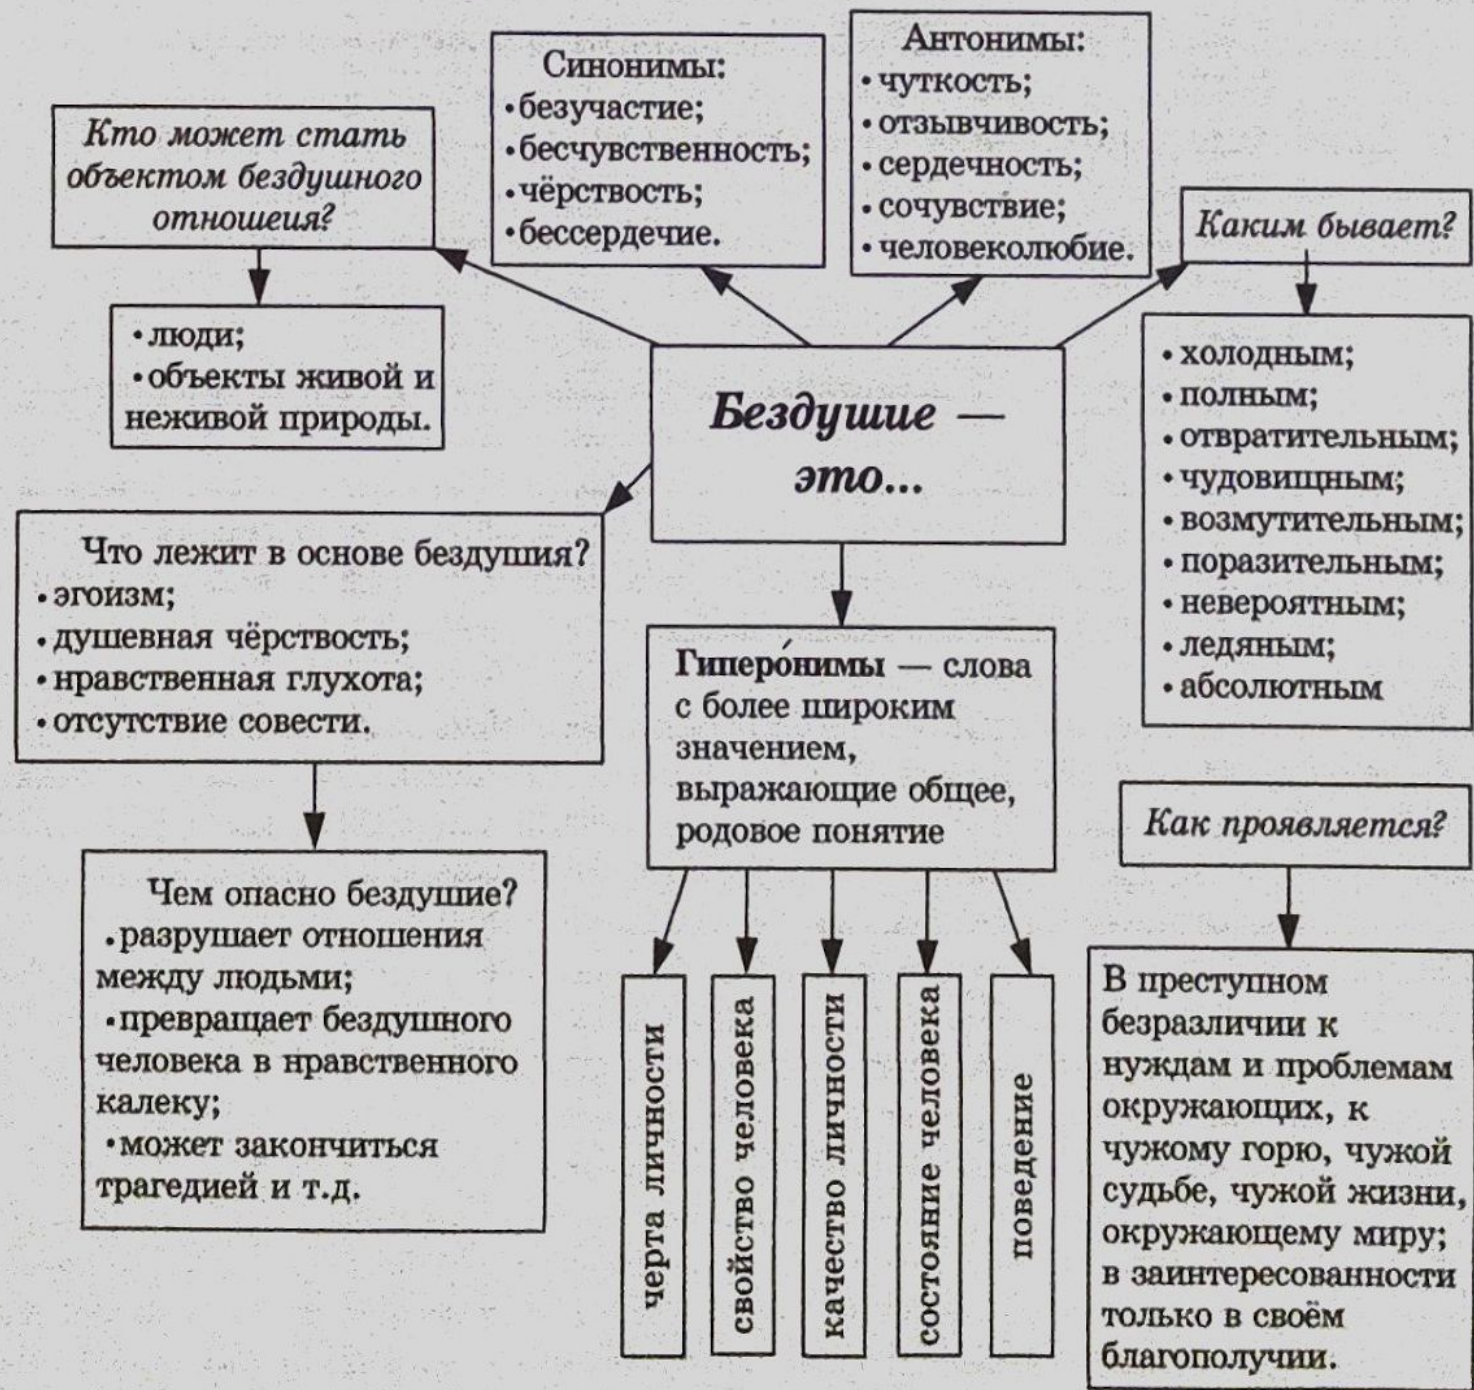 Кто может стать
объектом бездушного
отношеия?
Синонимы:
•безучастие;
•бесчувственность;
•чёрствость;
•бессердечие.
Антонимы:
•чуткость;
•отзывчивость;
•сердечность;
•сочувствие;
•человеколюбие.
Каким бывает?
•люди;
•объекты живой и
неживой природы.
Бездушие —
это...
•холодным;
•полным;
•отвратительным;
•чудовищным;
•возмутительным;
•поразительным;
•невероятным;
•ледяным;
•абсолютным
Что лежит в основе бездушия?
•эгоизм;
•душевная чёрствость;
•нравственная глухота;
•отсутствие совести.
Гиперо́нимы — слова
с более широким
значением,
выражающие общее,
родовое понятие
Как проявляется?
Чем опасно бездушие?
•разрушает отношения
между людьми;
•превращает бездушного
человека в нравственного
калеку;
•может закончиться
трагедией и т.д.
черта личности
свойство человека
качество личности
состояние человека
поведение
В преступном
безразличии к
нуждам и проблемам
окружающих, к
чужому горю, чужой
судьбе, чужой жизни,
окружающему миру;
в заинтересованности
только в своём
благополучии.